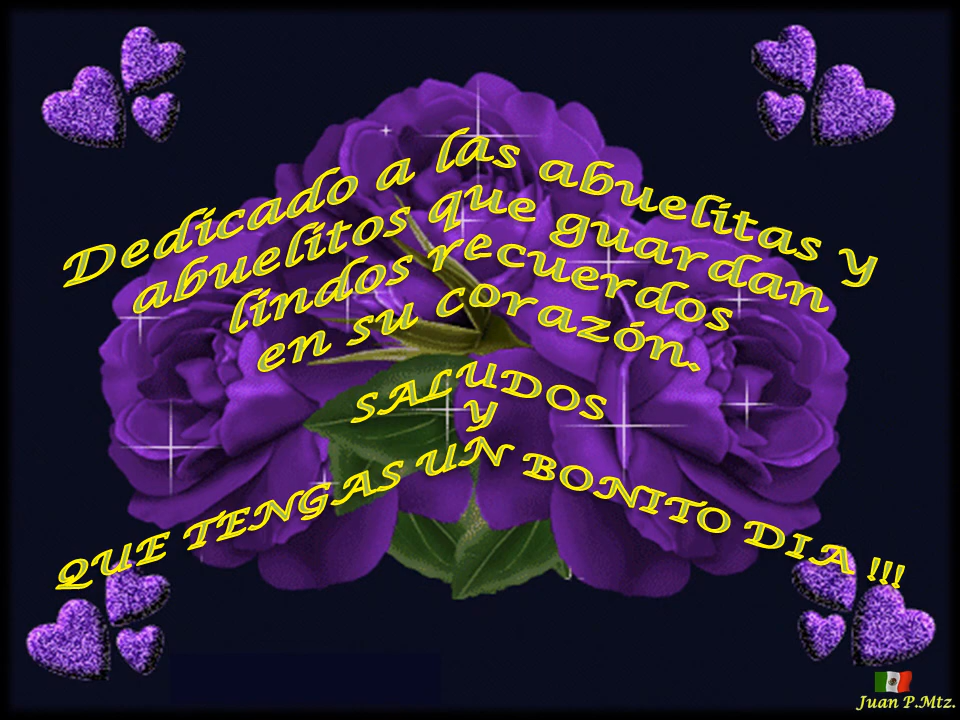 Dedicado a las abuelitas y
abuelitos que guardan
lindos recuerdos
en su corazón.
SALUDOS
Y
QUE TENGAS UN BONITO DIA !!!
Juan P.Mtz.